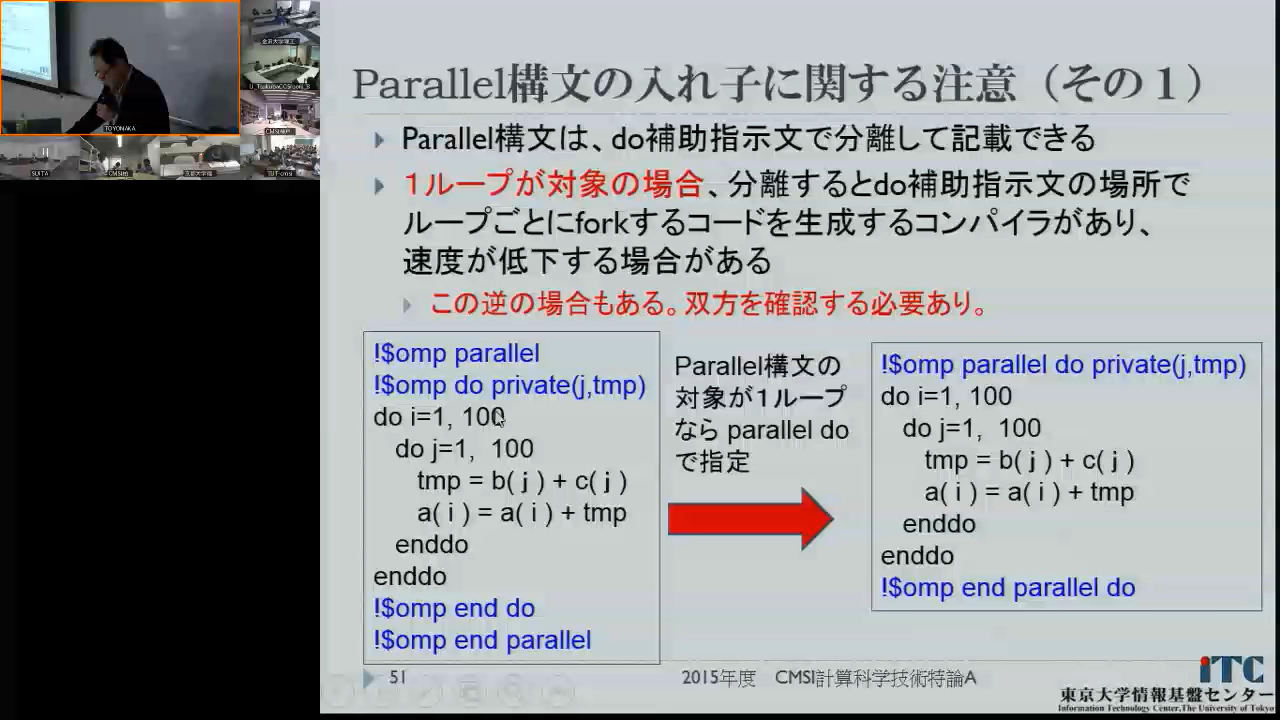 Parallel構文の入れ子に関する注意（その１）
Parallel構文は、do補助指示文で分離して記載できる
１ループが対象の場合、分離するとdo補助指示文の場所で
ループごとにforkするコードを生成するコンパイラがあり、
速度が低下する場合がある
この逆の場合もある。双方を確認する必要あり。
!$omp parallel
!$omp do private(j,tmp)
do i=1, 100
do j=1, 100
tmp = b( j ) + c( j )
a( i ) = a( i ) + tmp
enddo
enddo
!$omp end do
!$omp end parallel
Parallel構文の
対象が１ループ
なら parallel do
で指定
!$omp parallel do private(j,tmp)
do i=1, 100
do j=1, 100
tmp = b( j ) + c( j )
a( i ) = a( i ) + tmp
enddo
enddo
!$omp end parallel do
51
2015年度 CMSI計算科学技術特論A
iTC
東京大学情報基盤センター
Information Technology Center,The University of Tokyo
TOYONAKA
SUITA
TUT-cmsi